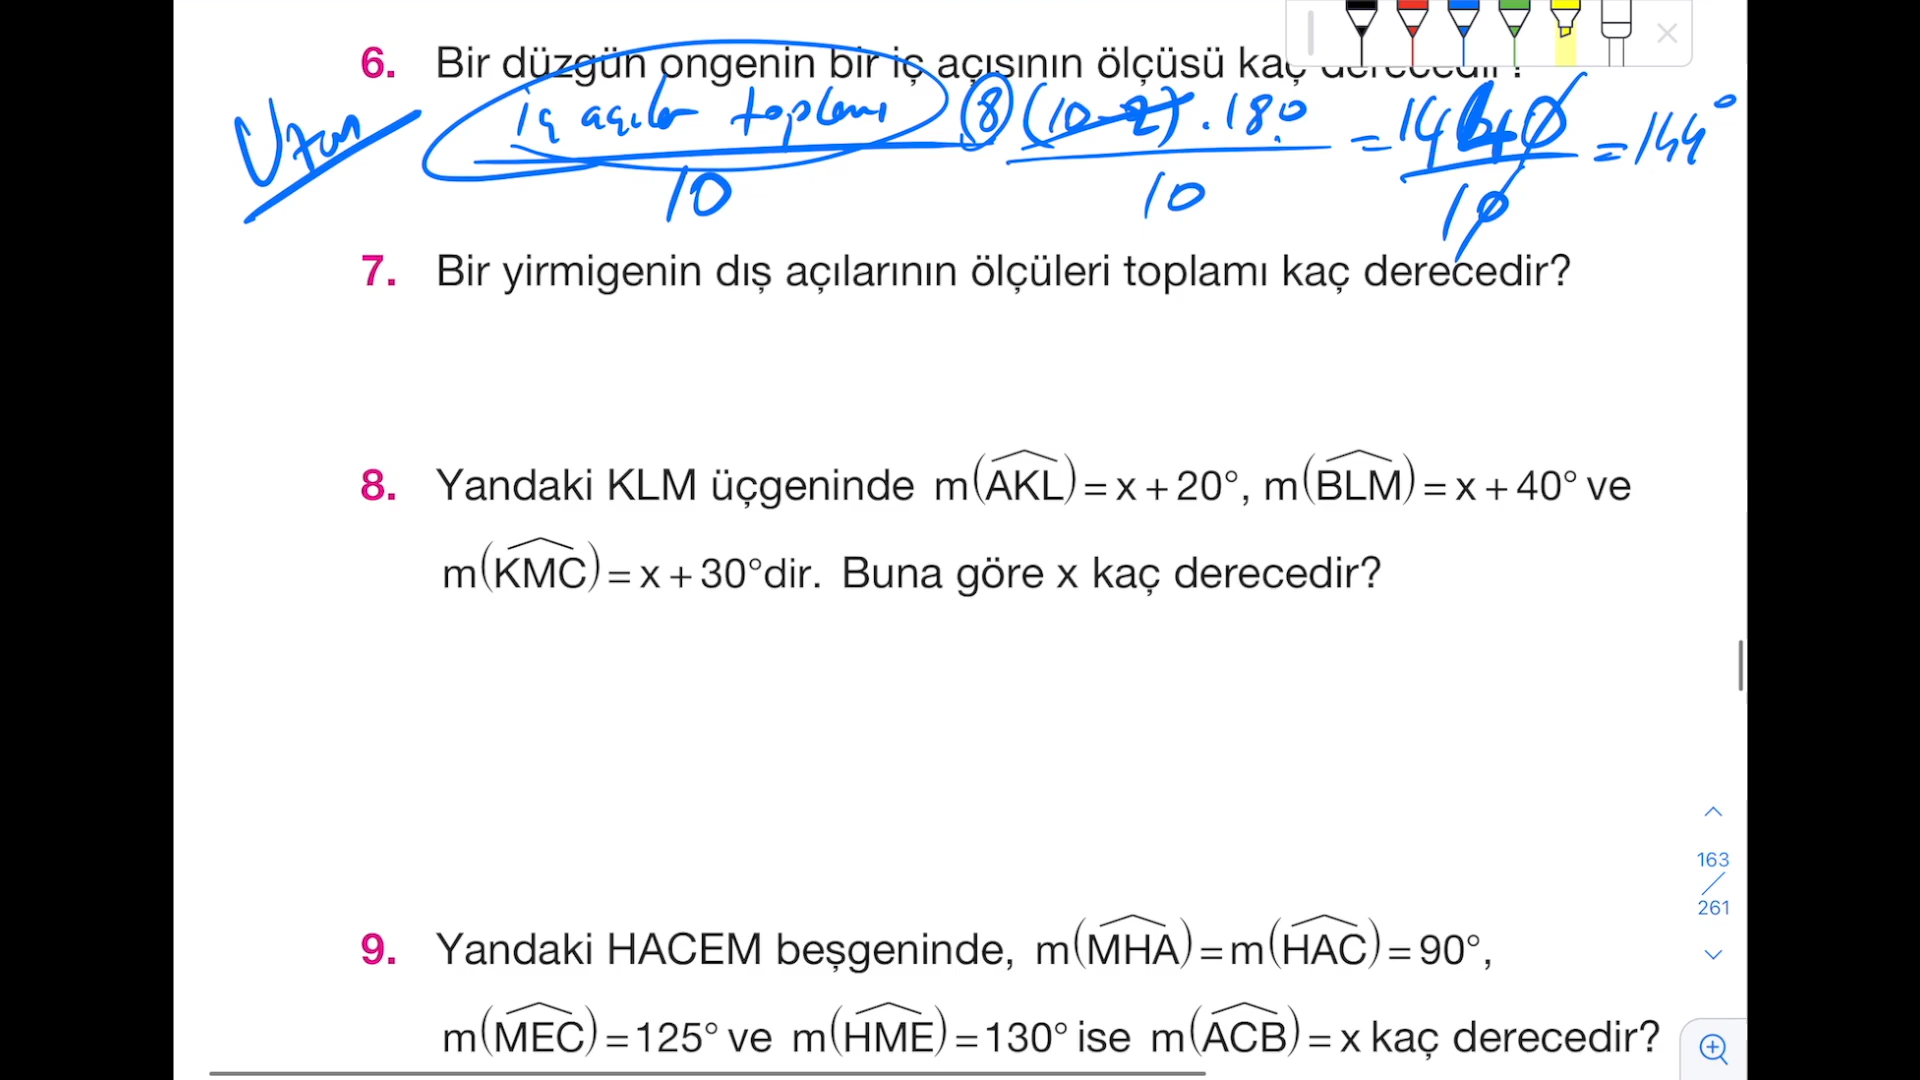 6. Bir düzgün ongenin bir iç açısının ölçüsü kaç derecedir?
Uzun iç açılar toplamı / 10 8 (10-2).180 / 10 = 1440 / 10 = 144°
7. Bir yirmigenin dış açılarının ölçüleri toplamı kaç derecedir?
8. Yandaki KLM üçgeninde m(AKL) = x + 20°, m(BLM) = x + 40° ve
m(KMC) = x + 30°dir. Buna göre x kaç derecedir?
163
/
261
9. Yandaki HACEM beşgeninde, m(MHA) = m(HAC) = 90°,
m(MEC) = 125° ve m(HME) = 130° ise m(ACB) = x kaç derecedir?